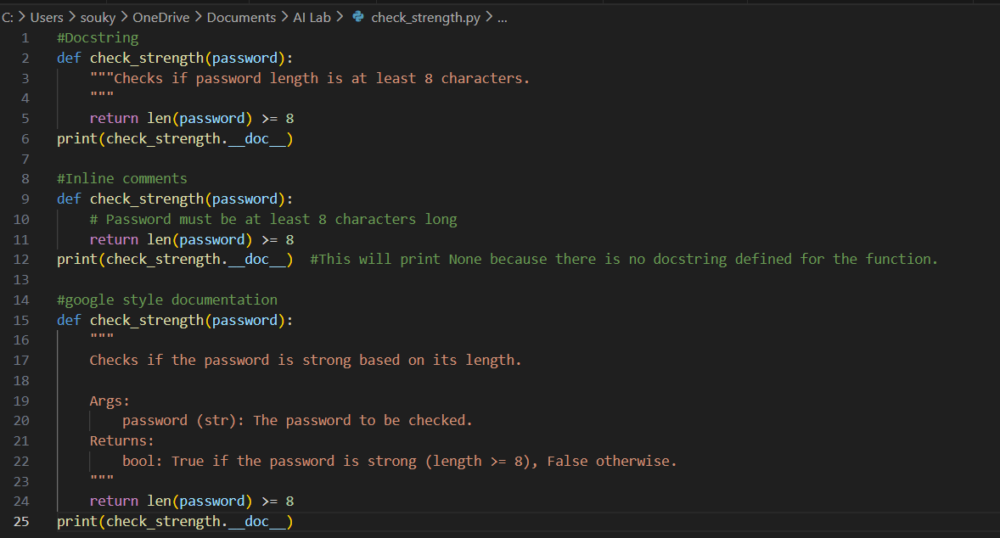 C: > Users > souky > OneDrive > Documents > AI Lab > check_strength.py > ...
1 #Docstring
2 def check_strength(password):
3     """Checks if password length is at least 8 characters.
4     """
5     return len(password) >= 8
6 print(check_strength.__doc__)
7
8 #Inline comments
9 def check_strength(password):
10     # Password must be at least 8 characters long
11     return len(password) >= 8
12 print(check_strength.__doc__)  #This will print None because there is no docstring defined for the function.
13
14 #google style documentation
15 def check_strength(password):
16     """
17     Checks if the password is strong based on its length.
18
19     Args:
20         password (str): The password to be checked.
21     Returns:
22         bool: True if the password is strong (length >= 8), False otherwise.
23     """
24     return len(password) >= 8
25 print(check_strength.__doc__)